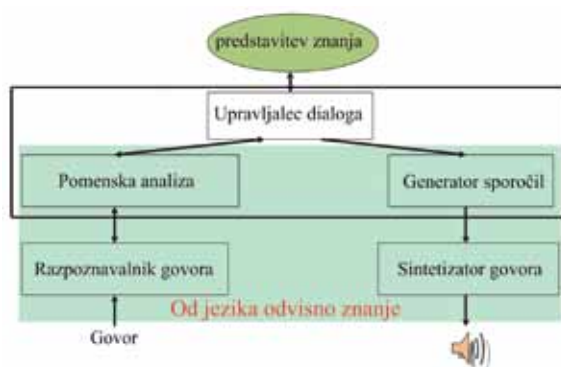 predstavitev znanja
Upravljalec dialoga
Pomenska analiza
Generator sporočil
Razpoznavalnik govora
Sintetizator govora
Od jezika odvisno znanje
Govor